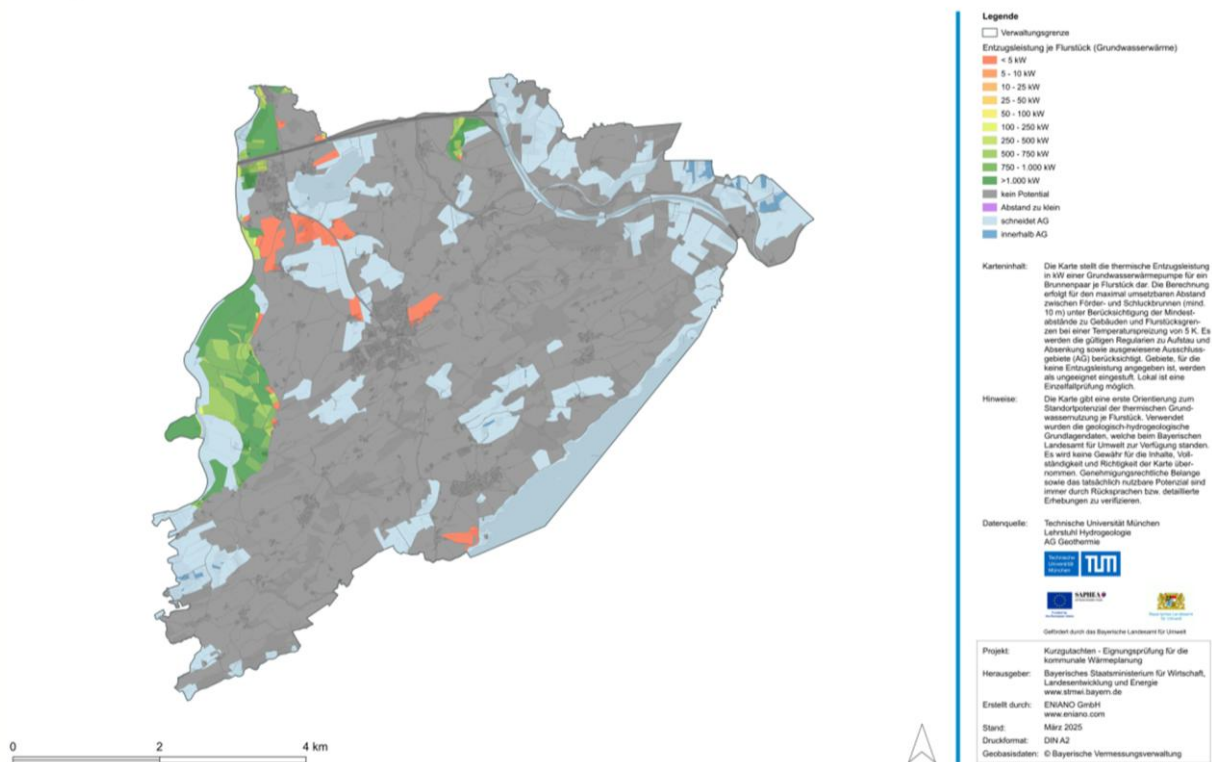 Legende
Verwaltungsgrenze
Entzugsleistung je Flurstück (Grundwasserwärme)
< 5 kW
5 - 10 kW
10 - 25 kW
25 - 50 kW
50 - 100 kW
100 - 250 kW
250 - 500 kW
500 - 750 kW
750 - 1.000 kW
>1.000 kW
kein Potential
Abstand zu klein
schneidet AG
innerhalb AG
Karteninhalt: Die Karte stellt die thermische Entzugsleistung
in kW einer Grundwasserwärmepumpe für ein
Brunnenpaar je Flurstück dar. Die Berechnung
erfolgt für den maximal umsetzbaren Abstand
zwischen Förder- und Schluckbrunnen (mind.
10 m) unter Berücksichtigung der Mindest-
abstände zu Gebäuden und Flurstücksgren-
zen bei einer Temperaturspreizung von 5 K. Es
werden die gültigen Regularien zu Aufstau und
Absenkung sowie ausgewiesene Ausschluss-
gebiete (AG) berücksichtigt. Gebiete, für die
keine Entzugsleistung angegeben ist, werden
als ungeeignet eingestuft. Lokal ist eine
Einzelfallprüfung möglich.
Hinweise: Die Karte gibt eine erste Orientierung zum
Standortpotenzial der thermischen Grund-
wassernutzung je Flurstück. Verwendet
wurden die geologisch-hydrogeologische
Grundlagendaten, welche beim Bayerischen
Landesamt für Umwelt zur Verfügung standen.
Es wird keine Gewähr für die Inhalte, Voll-
ständigkeit und Richtigkeit der Karte über-
nommen. Genehmigungsrechtliche Belange
sowie das tatsächlich nutzbare Potenzial sind
immer durch Rücksprachen bzw. detaillierte
Erhebungen zu verifizieren.
Datenquelle: Technische Universität München
Lehrstuhl Hydrogeologie
AG Geothermie
Technische
Universität
München
TUM
SAPHEA
Gefördert durch das Bayerische Landesamt für Umwelt
Projekt: Kurzgutachten - Eignungsprüfung für die
kommunale Wärmeplanung
Herausgeber: Bayerisches Staatsministerium für Wirtschaft,
Landesentwicklung und Energie
www.stmwi.bayern.de
Erstellt durch: ENIANO GmbH
www.eniano.com
Stand: März 2025
Druckformat: DIN A2
Geobasisdaten: © Bayerische Vermessungsverwaltung
0 2 4 km